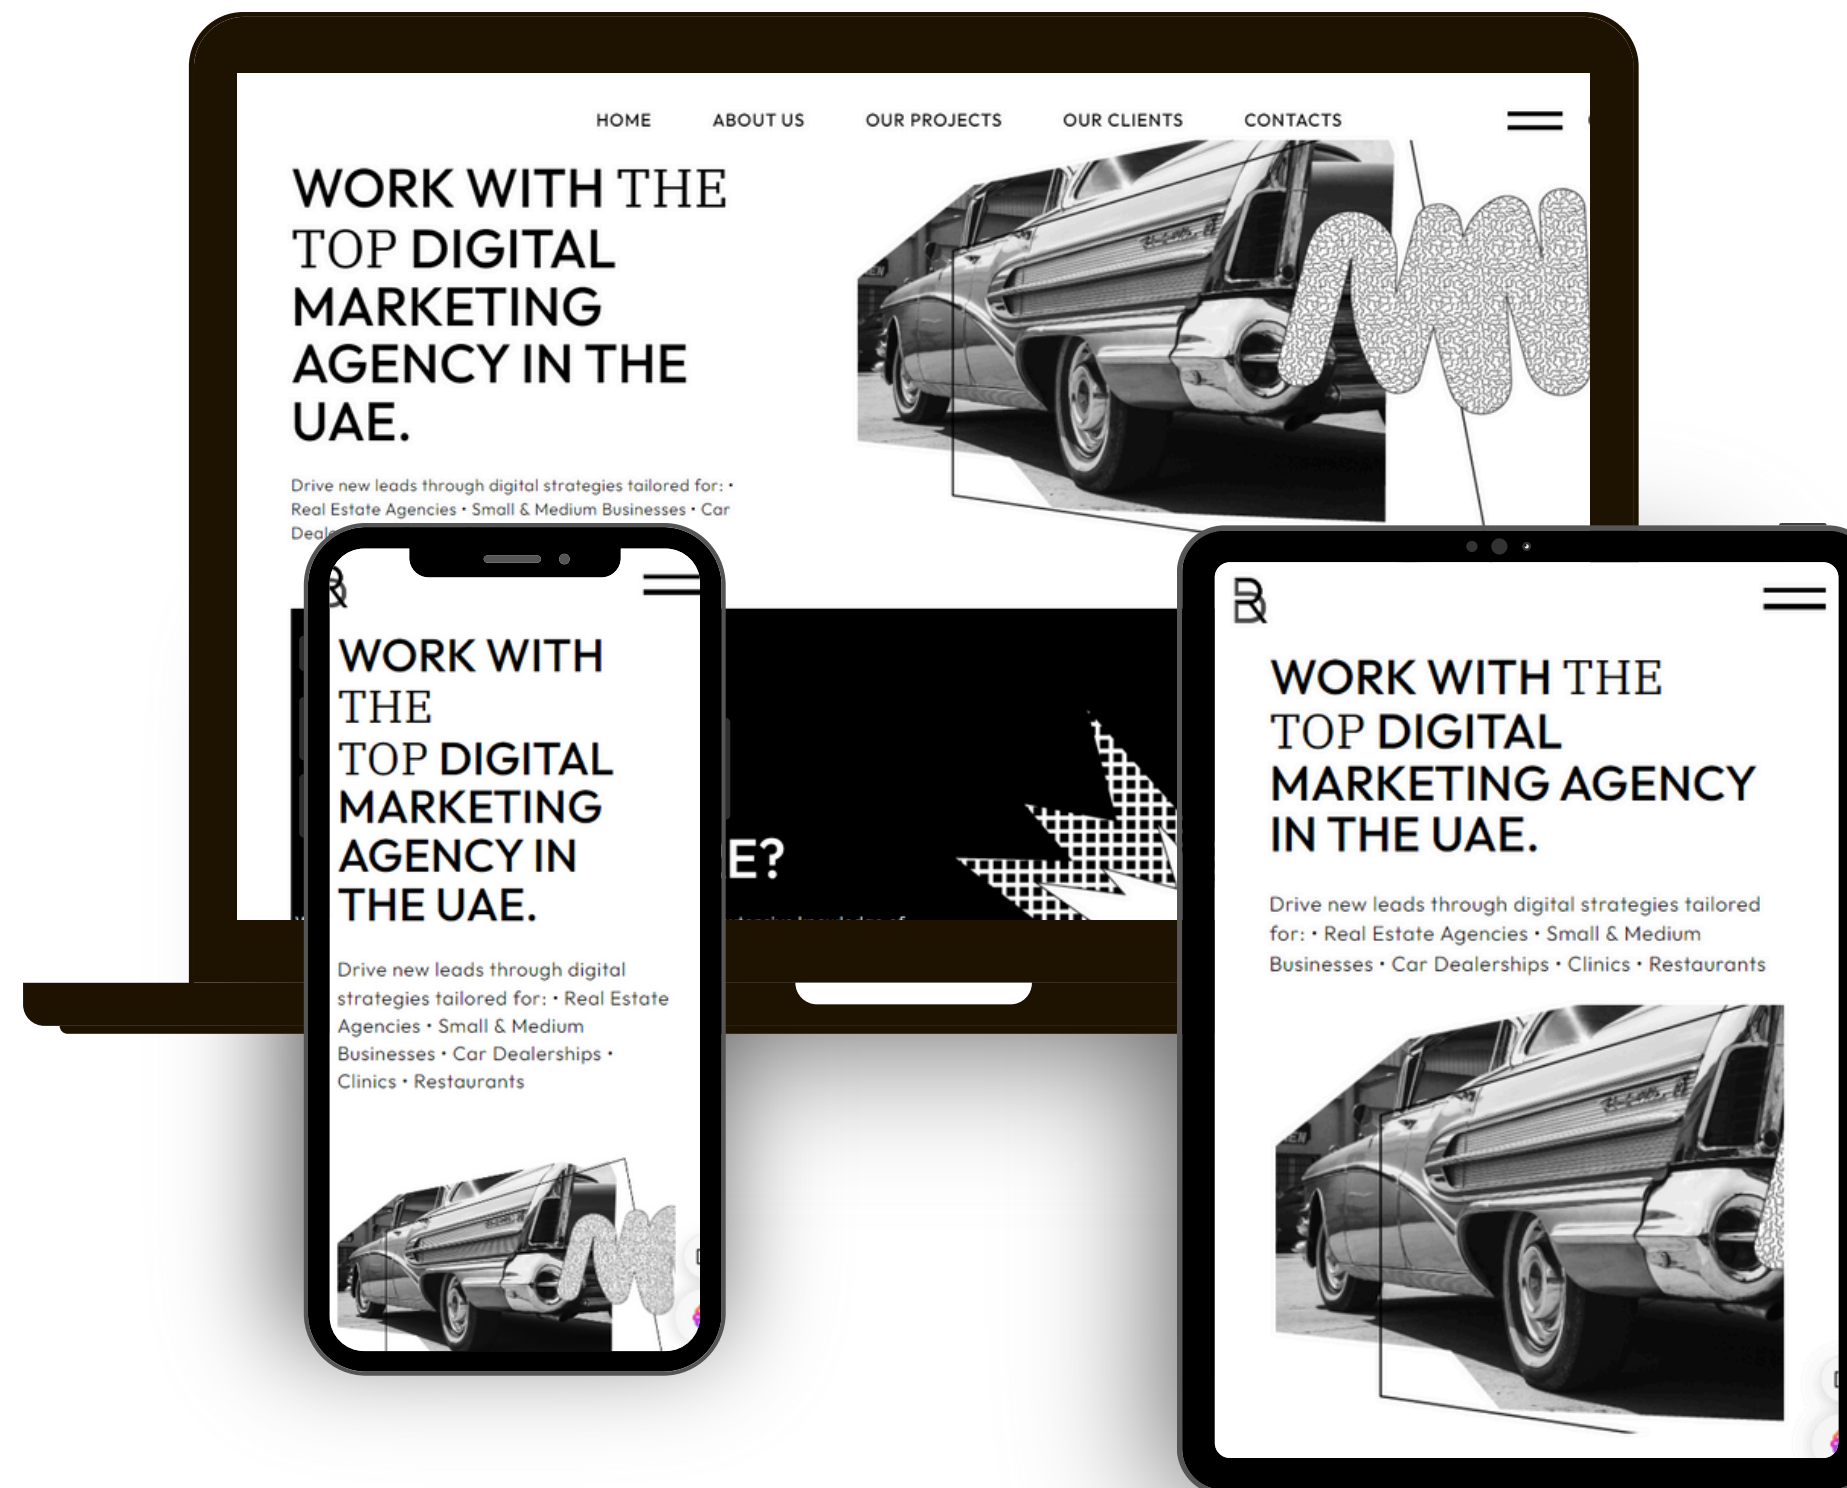 HOME ABOUT US OUR PROJECTS OUR CLIENTS CONTACTS
WORK WITH THE
TOP DIGITAL
MARKETING
AGENCY IN THE
UAE.
Drive new leads through digital strategies tailored for: •
Real Estate Agencies • Small & Medium Businesses • Car
E?
knowledge of
WORK WITH
THE
TOP DIGITAL
MARKETING
AGENCY IN
THE UAE.
Drive new leads through digital
strategies tailored for: • Real Estate
Agencies • Small & Medium
Businesses • Car Dealerships •
Clinics • Restaurants
WORK WITH THE
TOP DIGITAL
MARKETING AGENCY
IN THE UAE.
Drive new leads through digital strategies tailored
for: • Real Estate Agencies • Small & Medium
Businesses • Car Dealerships • Clinics • Restaurants